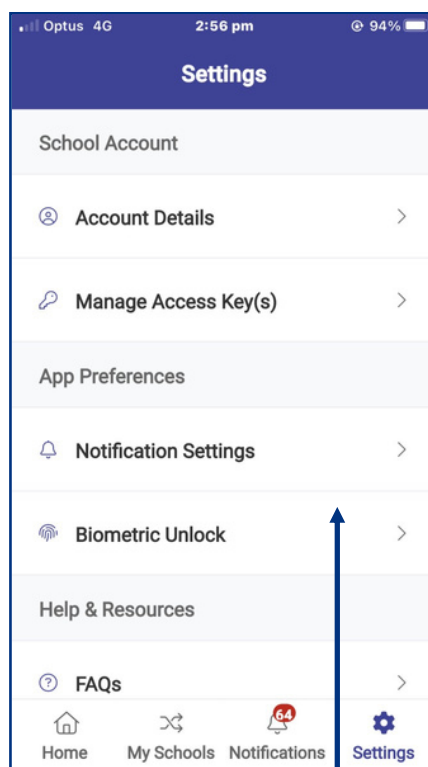 Optus 4G 2:56 pm 94%
Settings
School Account
Account Details
Manage Access Key(s)
App Preferences
Notification Settings
Biometric Unlock
Help & Resources
FAQs
64
Home My Schools Notifications Settings